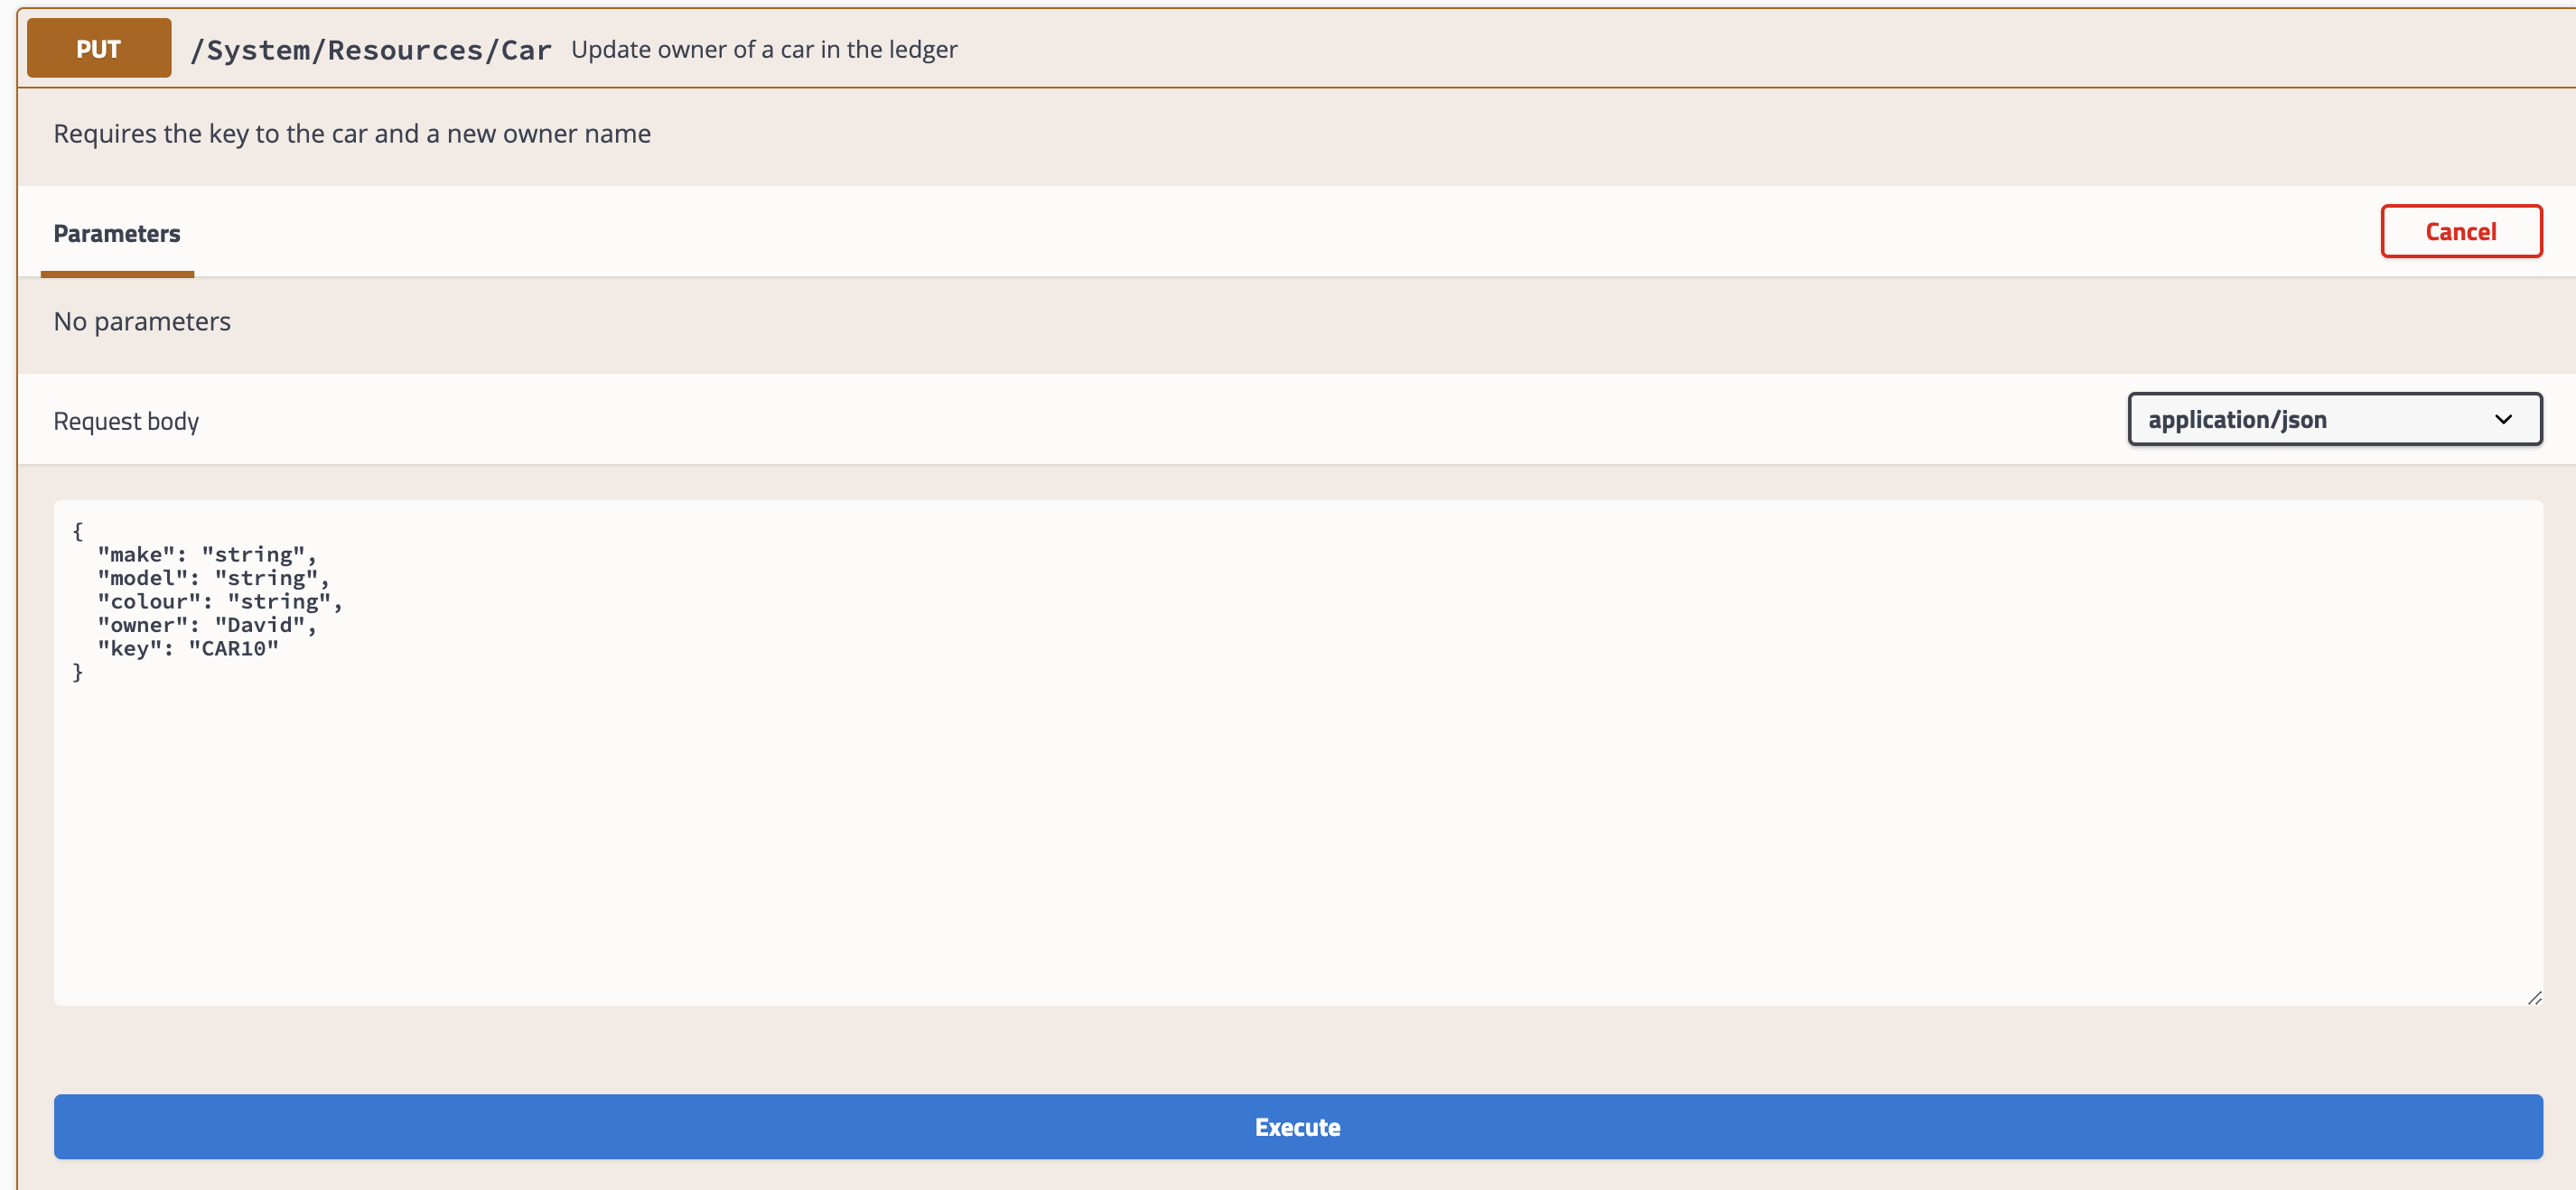 PUT /System/Resources/Car Update owner of a car in the ledger
Requires the key to the car and a new owner name
Parameters Cancel
No parameters
Request body application/json
{
  "make": "string",
  "model": "string",
  "colour": "string",
  "owner": "David",
  "key": "CAR10"
}
Execute